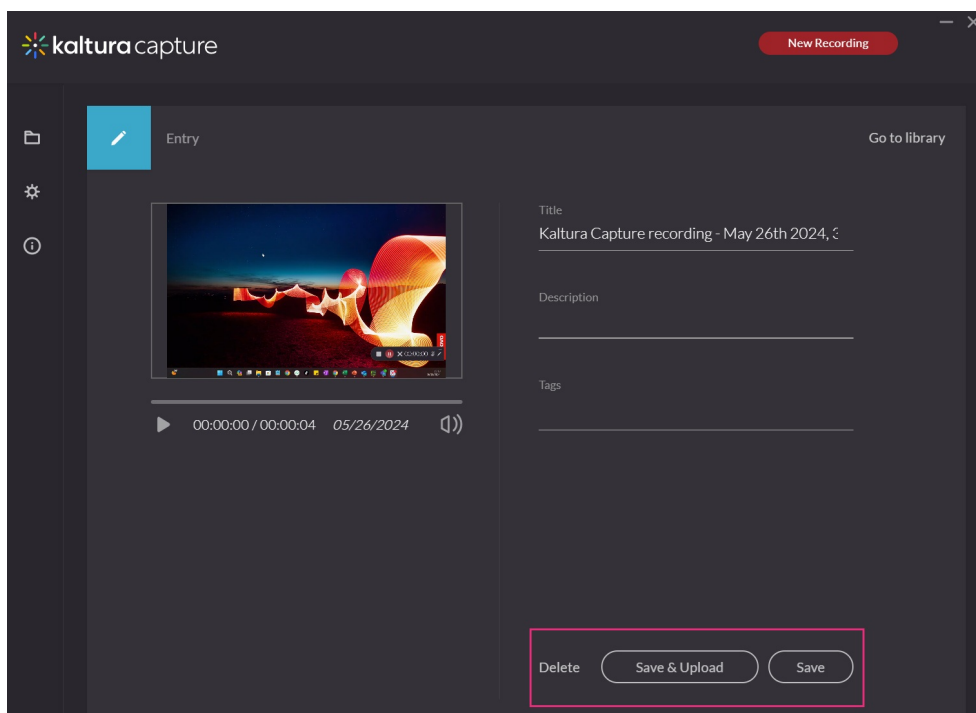 kaltura capture
New Recording
Entry
Go to library
Title
Kaltura Capture recording - May 26th 2024, 3
Description
Tags
00:00:00 / 00:00:04 05/26/2024
Delete
Save & Upload
Save